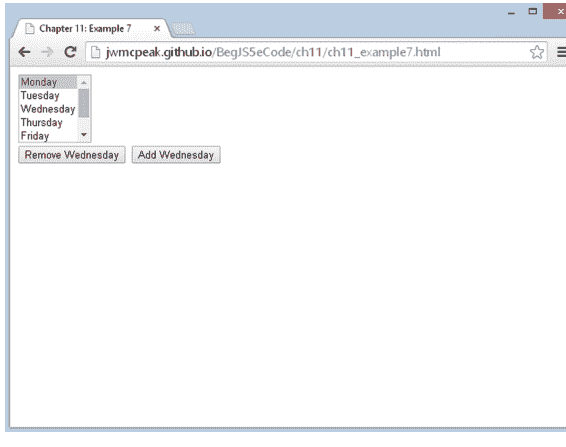 Chapter 11: Example 7
jwmcpeak.github.io/BegJS5eCode/ch11/ch11_example7.html
Monday
Tuesday
Wednesday
Thursday
Friday
Remove Wednesday Add Wednesday